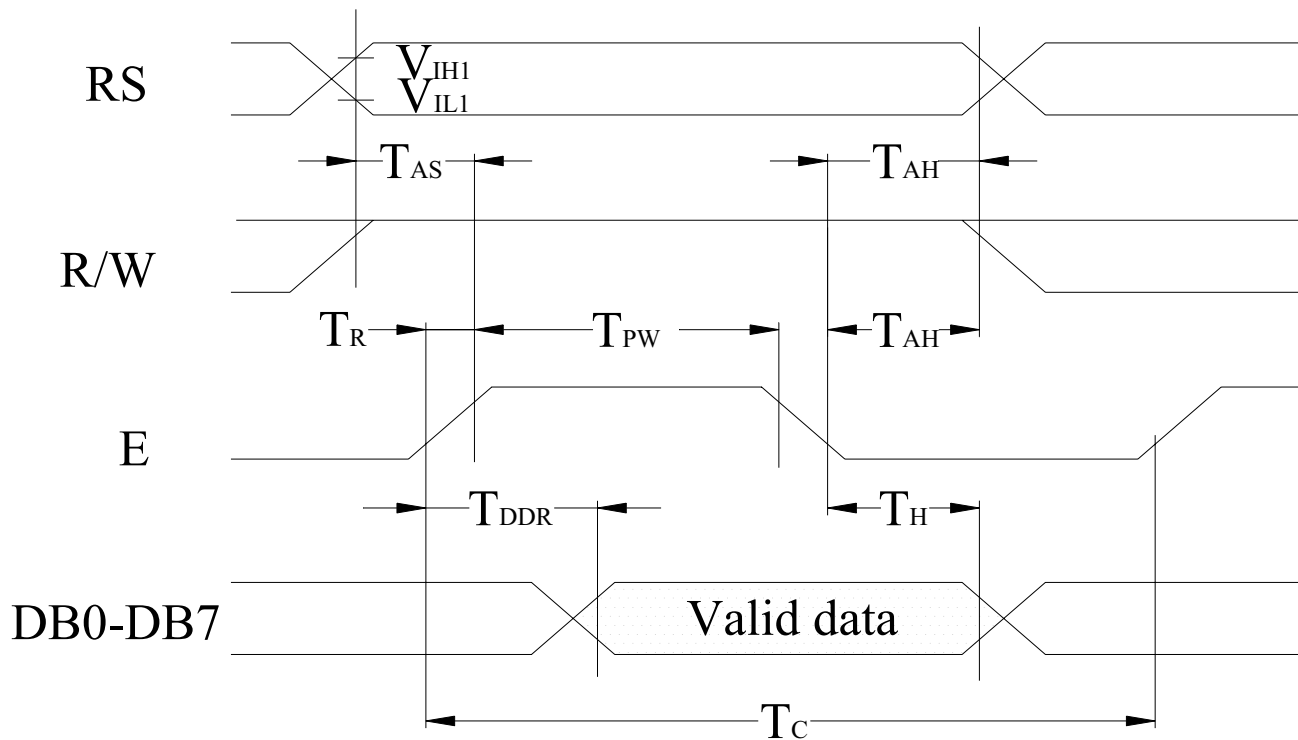 RS
VIH1
VIL1
TAS
TAH
R/W
TR
TPW
TAH
E
TDDR
TH
DB0-DB7
Valid data
TC